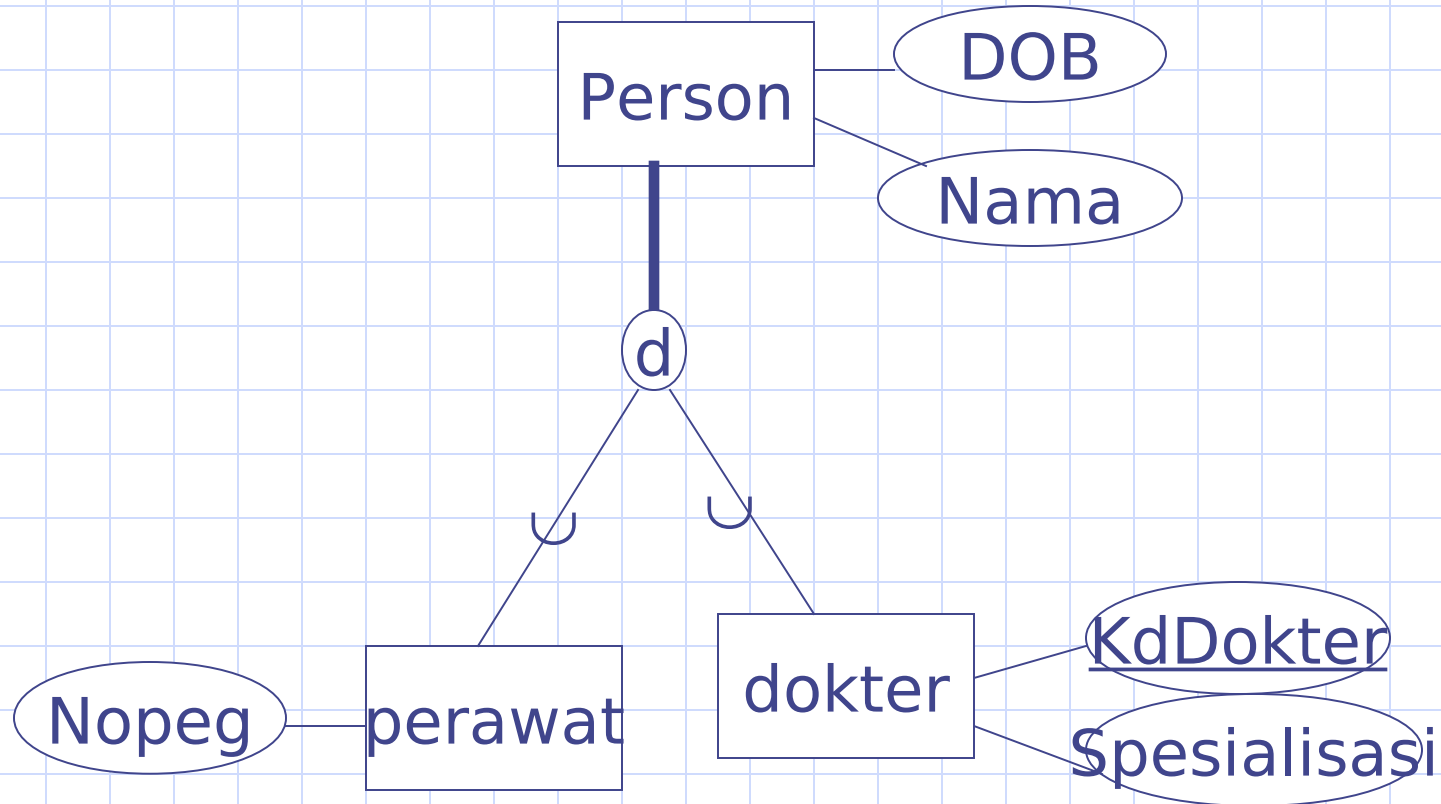 DOB
Person
Nama
d
Nopeg
perawat
dokter
KdDokter
Spesialisasi